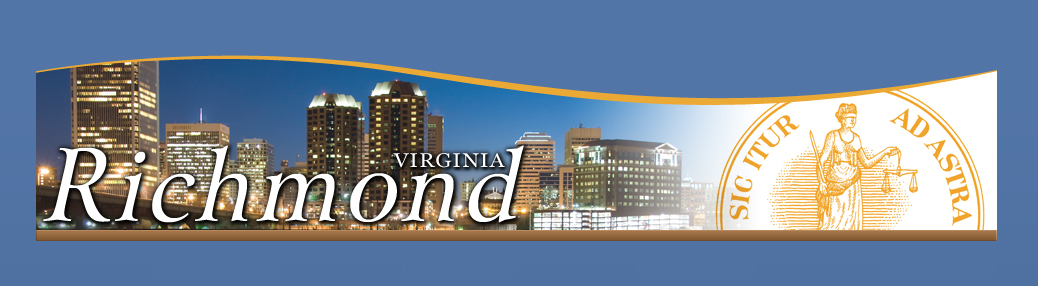 VIRGINIA
Richmond
SIC ITUR AD ASTRA